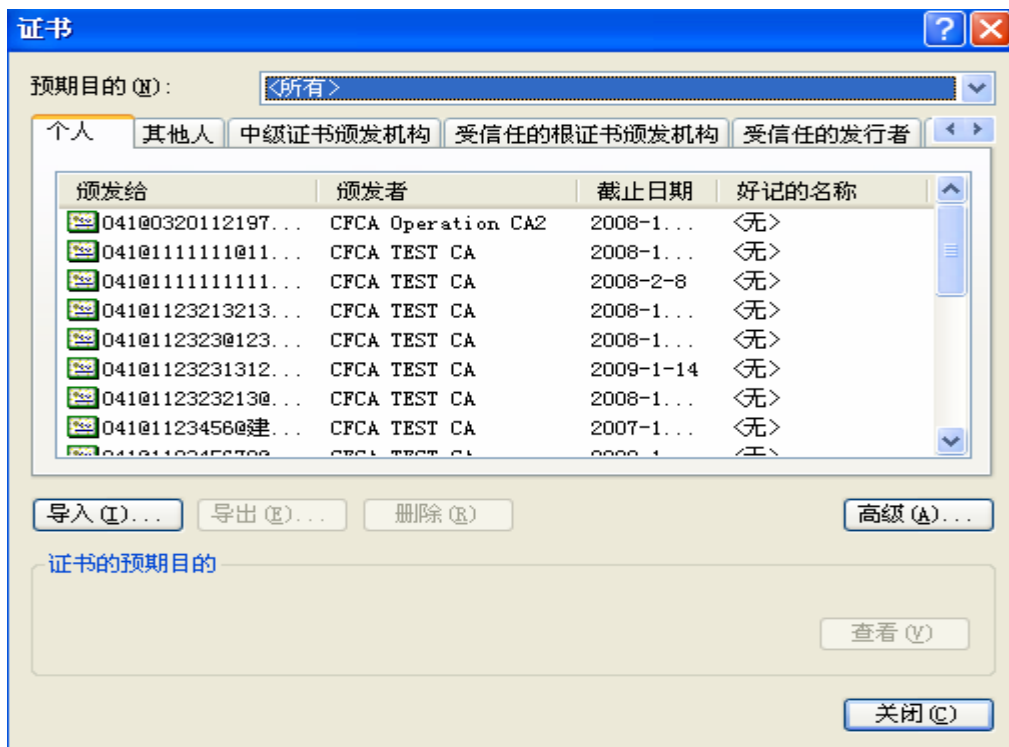 证书
预期目的(N): <所有>
个人 其他人 中级证书颁发机构 受信任的根证书颁发机构 受信任的发行者
颁发给 颁发者 截止日期 好记的名称
041@0320112197... CFCA Operation CA2 2008-1... <无>
041@1111111@11... CFCA TEST CA 2008-1... <无>
041@1111111111... CFCA TEST CA 2008-2-8 <无>
041@1123213213... CFCA TEST CA 2008-1... <无>
041@112323@123... CFCA TEST CA 2008-1... <无>
041@1123231312... CFCA TEST CA 2009-1-14 <无>
041@112323213@... CFCA TEST CA 2008-1... <无>
041@1123456@建... CFCA TEST CA 2007-1... <无>
导入(I)... 导出(E)... 删除(R) 高级(A)...
证书的预期目的
查看(V)
关闭(C)